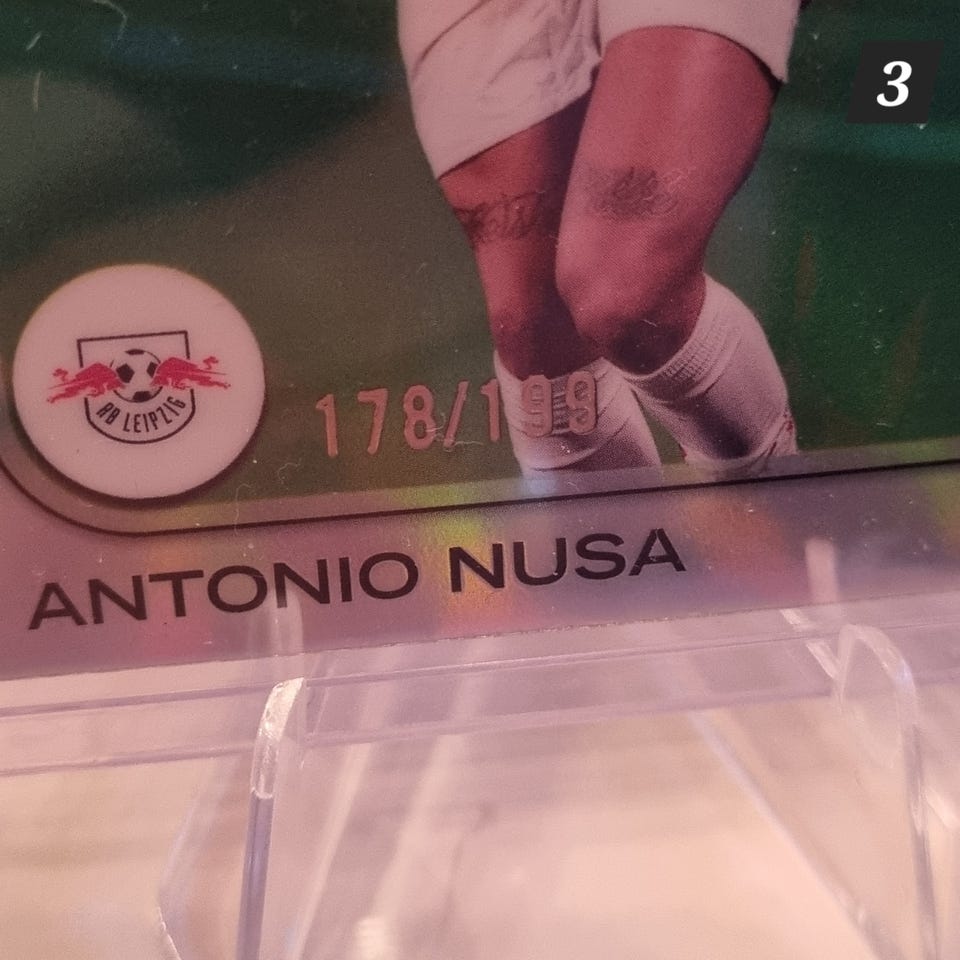 3
RB LEIPZIG
178/199
ANTONIO NUSA